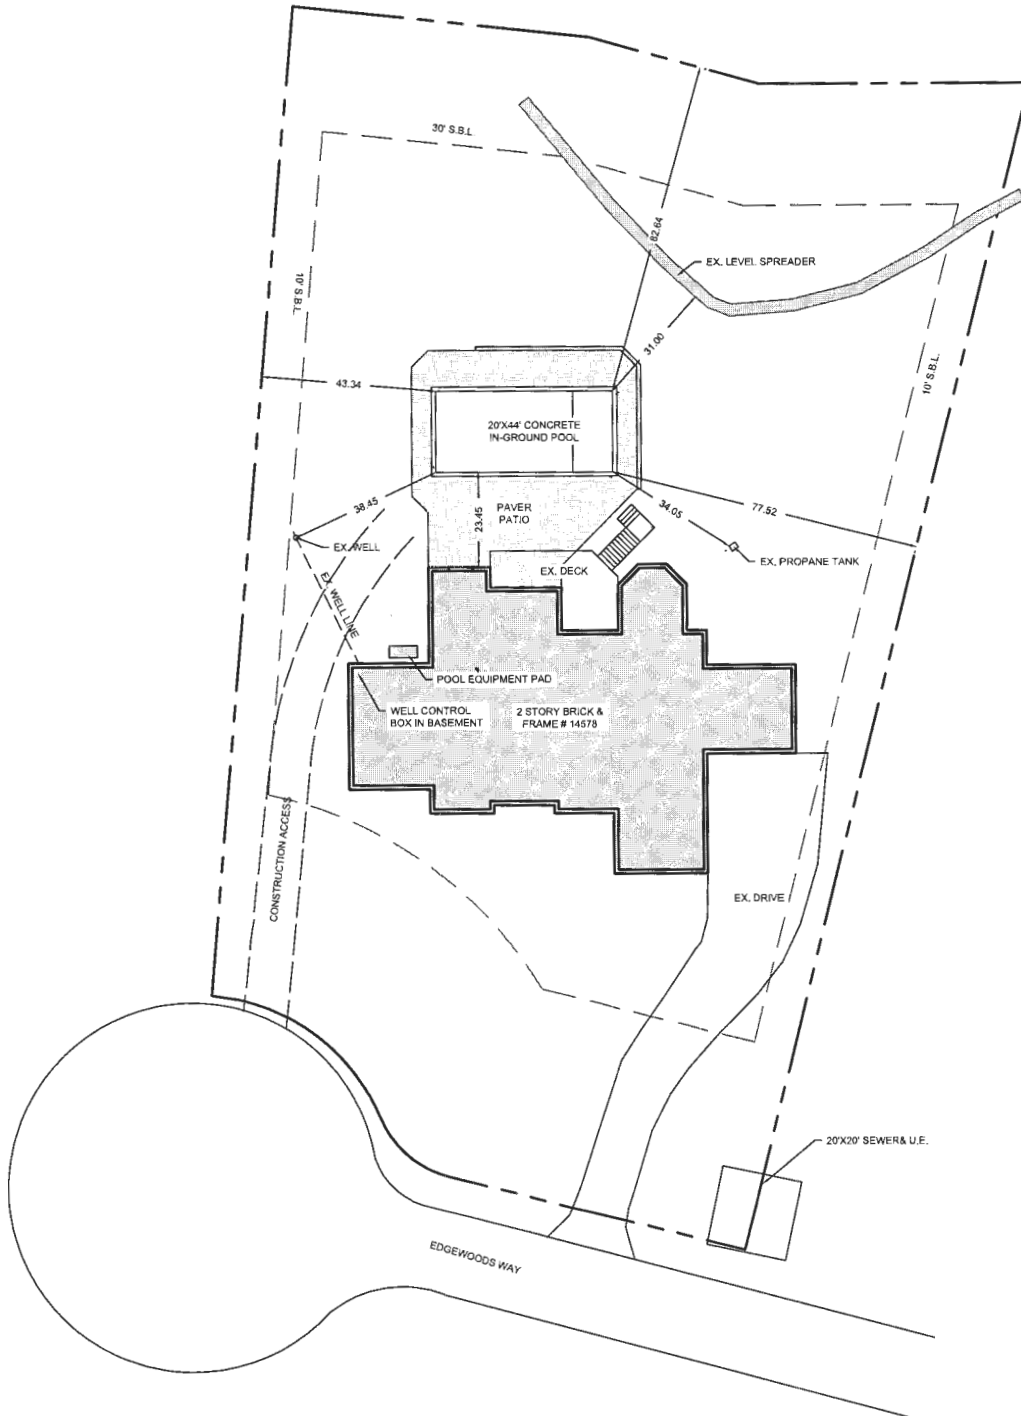 30' S.B.L.
82.64
EX. LEVEL SPREADER
10' S.B.L.
31.00
43.34
10' S.B.L.
20'X44' CONCRETE
IN-GROUND POOL
38.45
23.45
PAVER
PATIO
34.05
77.52
EX. WELL
EX. DECK
EX. PROPANE TANK
EX. WELL LINE
POOL EQUIPMENT PAD
WELL CONTROL
BOX IN BASEMENT
2 STORY BRICK &
FRAME # 14578
CONSTRUCTION ACCESS
EX. DRIVE
20'X20' SEWER & U.E.
EDGEWOODS WAY